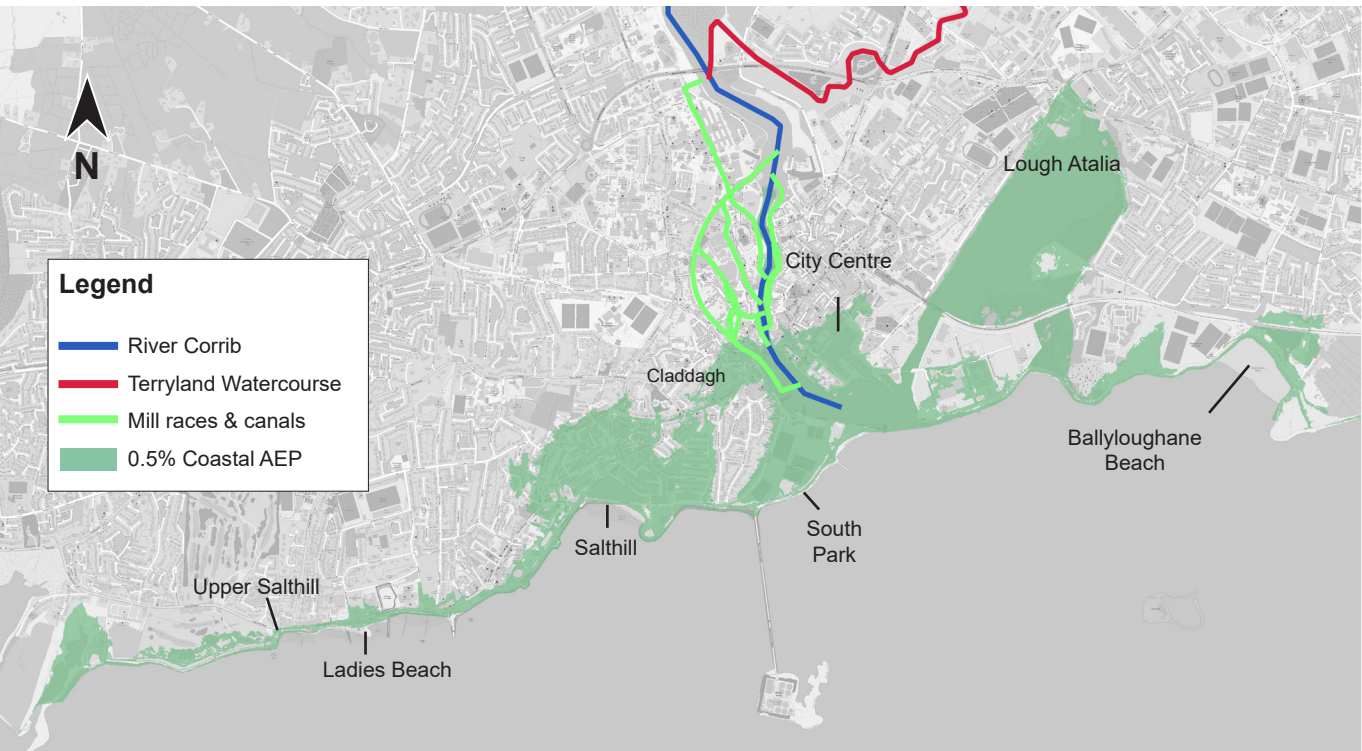 N
Legend
River Corrib
Terryland Watercourse
Mill races & canals
0.5% Coastal AEP
Lough Atalia
City Centre
Claddagh
Ballyloughane
Beach
South
Park
Salthill
Upper Salthill
Ladies Beach